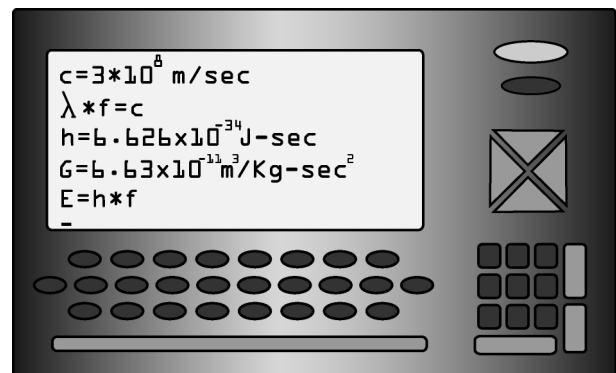 c=3*10⁸ m/sec
λ*f=c
h=6.626x10⁻³⁴J-sec
G=6.63x10⁻¹¹m³/Kg-sec²
E=h*f